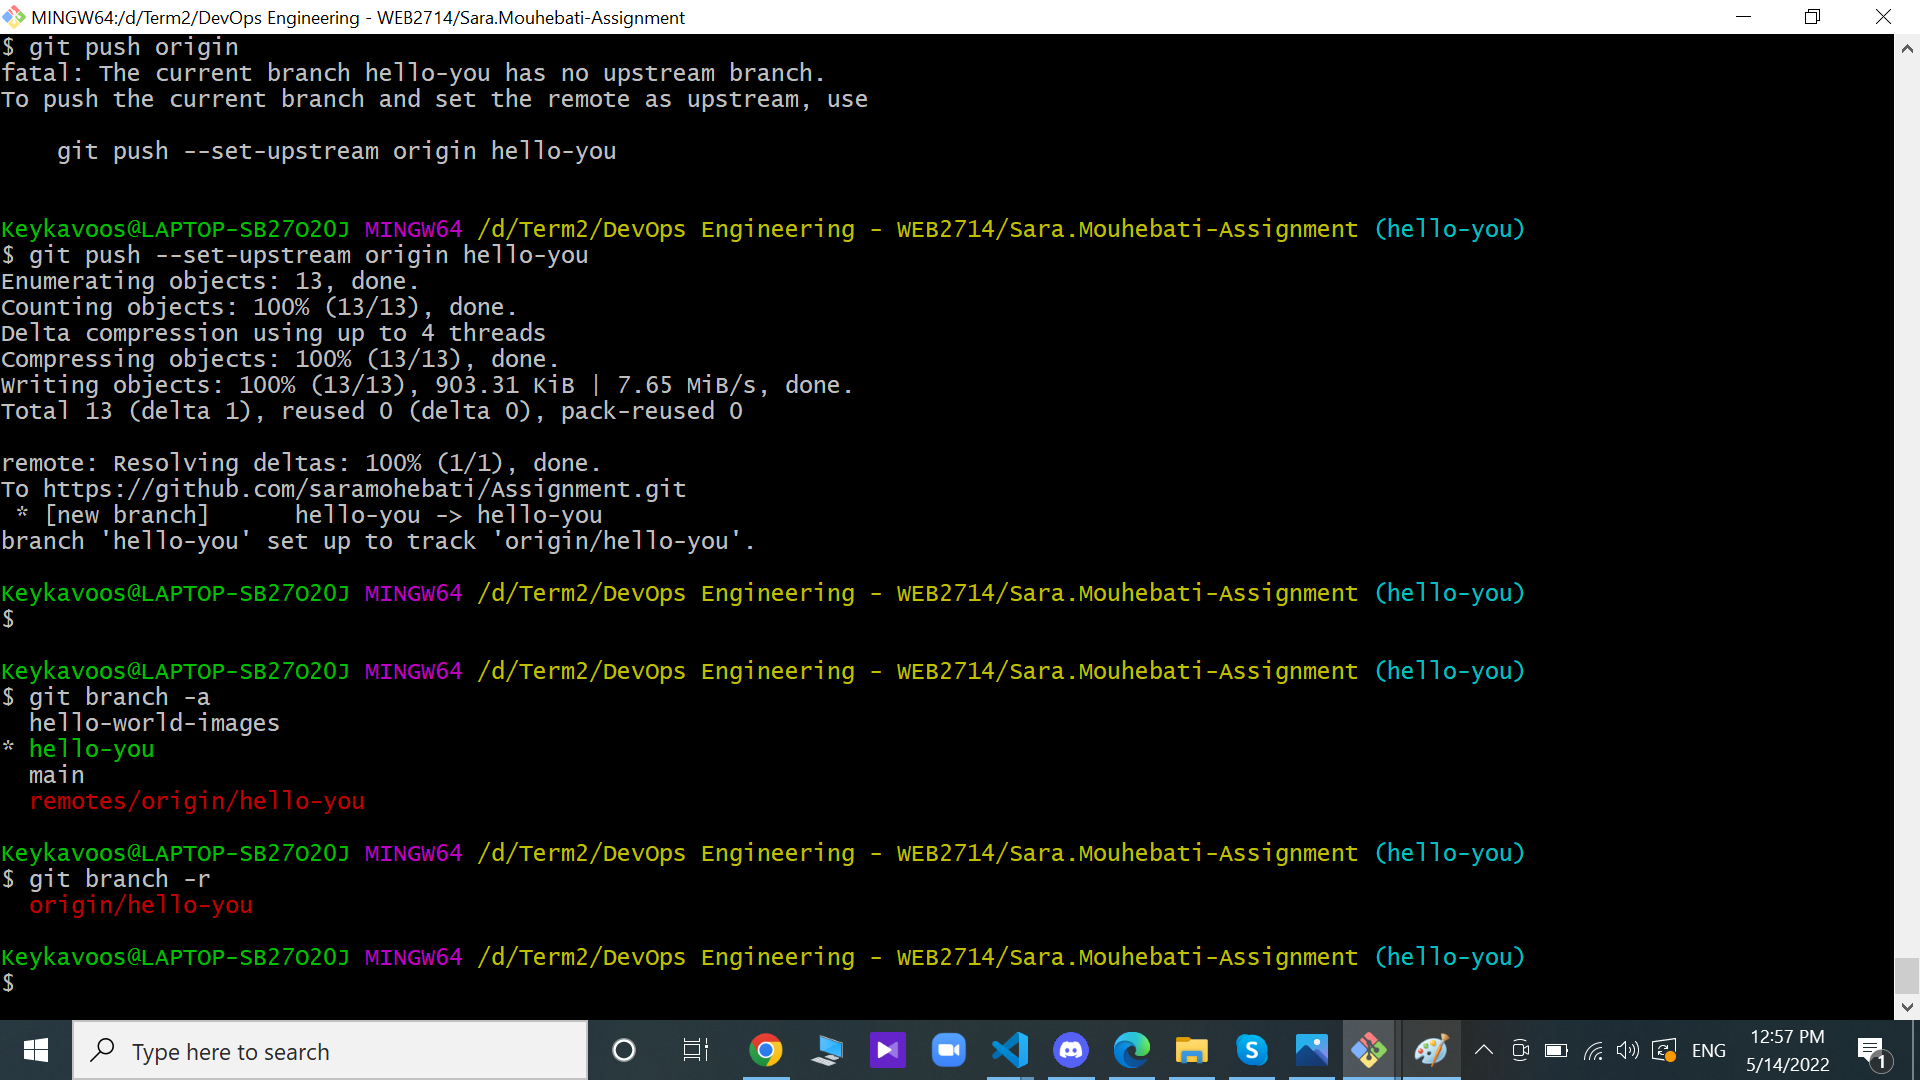 MINGW64:/d/Term2/DevOps Engineering - WEB2714/Sara.Mouhebati-Assignment
$ git push origin
fatal: The current branch hello-you has no upstream branch.
To push the current branch and set the remote as upstream, use
    git push --set-upstream origin hello-you
Keykavoos@LAPTOP-SB27O2OJ MINGW64 /d/Term2/DevOps Engineering - WEB2714/Sara.Mouhebati-Assignment (hello-you)
$ git push --set-upstream origin hello-you
Enumerating objects: 13, done.
Counting objects: 100% (13/13), done.
Delta compression using up to 4 threads
Compressing objects: 100% (13/13), done.
Writing objects: 100% (13/13), 903.31 KiB | 7.65 MiB/s, done.
Total 13 (delta 1), reused 0 (delta 0), pack-reused 0
remote: Resolving deltas: 100% (1/1), done.
To https://github.com/saramohebati/Assignment.git
 * [new branch]      hello-you -> hello-you
branch 'hello-you' set up to track 'origin/hello-you'.
Keykavoos@LAPTOP-SB27O2OJ MINGW64 /d/Term2/DevOps Engineering - WEB2714/Sara.Mouhebati-Assignment (hello-you)
$
Keykavoos@LAPTOP-SB27O2OJ MINGW64 /d/Term2/DevOps Engineering - WEB2714/Sara.Mouhebati-Assignment (hello-you)
$ git branch -a
  hello-world-images
* hello-you
  main
  remotes/origin/hello-you
Keykavoos@LAPTOP-SB27O2OJ MINGW64 /d/Term2/DevOps Engineering - WEB2714/Sara.Mouhebati-Assignment (hello-you)
$ git branch -r
  origin/hello-you
Keykavoos@LAPTOP-SB27O2OJ MINGW64 /d/Term2/DevOps Engineering - WEB2714/Sara.Mouhebati-Assignment (hello-you)
$
Type here to search
ENG
12:57 PM
5/14/2022
1